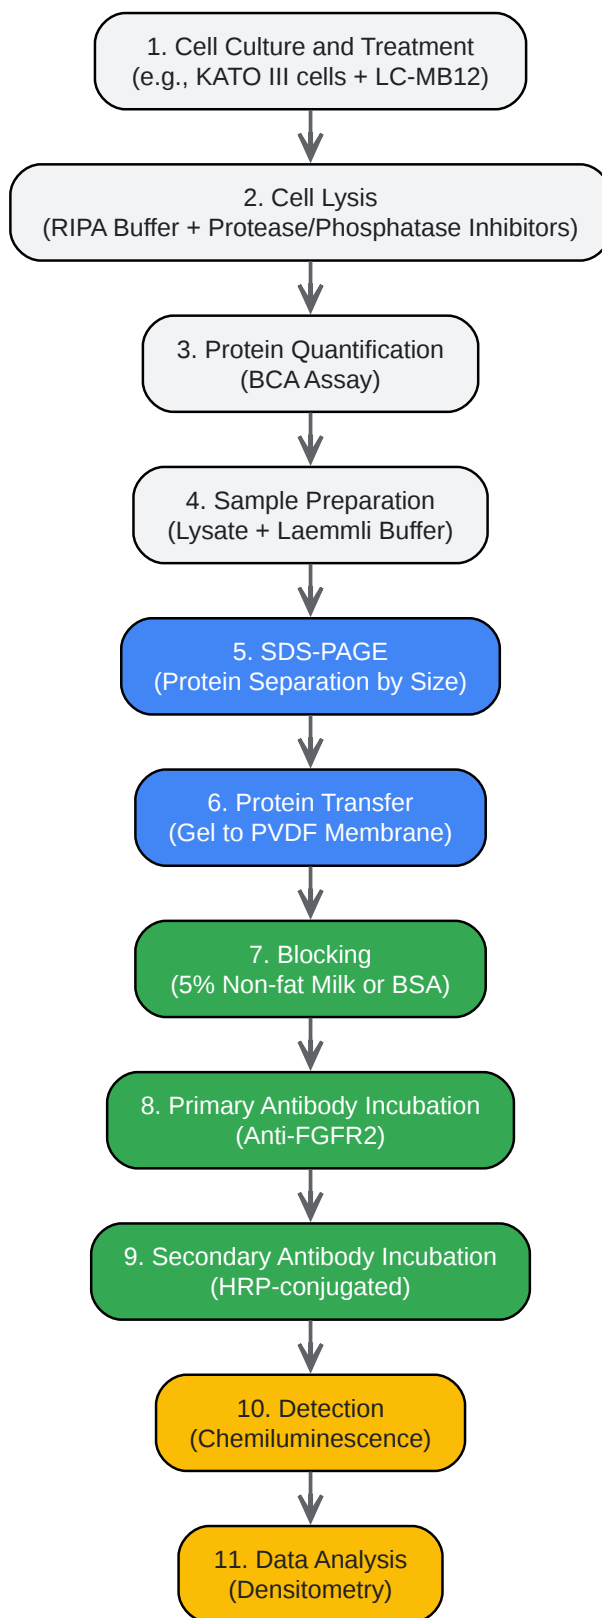 1. Cell Culture and Treatment
(e.g., KATO III cells + LC-MB12)
2. Cell Lysis
(RIPA Buffer + Protease/Phosphatase Inhibitors)
3. Protein Quantification
(BCA Assay)
4. Sample Preparation
(Lysate + Laemmli Buffer)
5. SDS-PAGE
(Protein Separation by Size)
6. Protein Transfer
(Gel to PVDF Membrane)
7. Blocking
(5% Non-fat Milk or BSA)
8. Primary Antibody Incubation
(Anti-FGFR2)
9. Secondary Antibody Incubation
(HRP-conjugated)
10. Detection
(Chemiluminescence)
11. Data Analysis
(Densitometry)